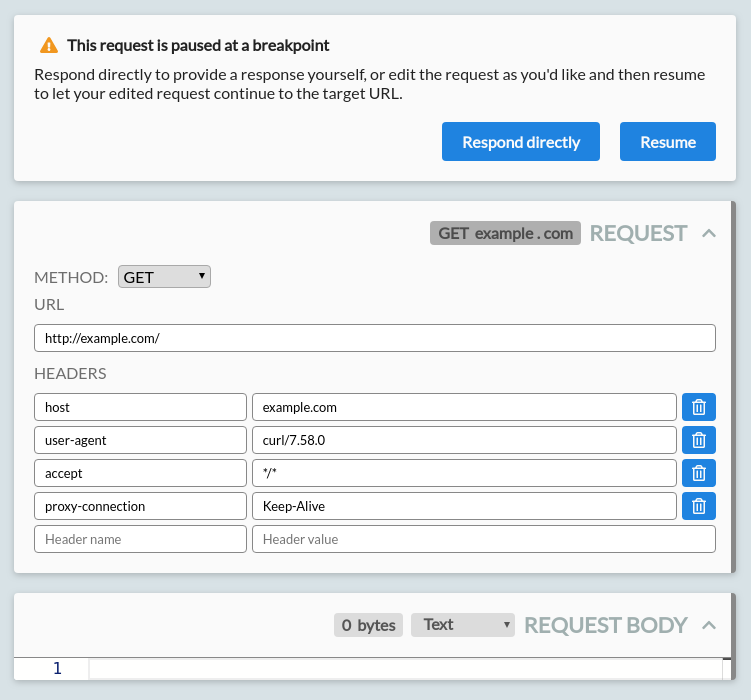 This request is paused at a breakpoint
Respond directly to provide a response yourself, or edit the request as you'd like and then resume
to let your edited request continue to the target URL.
Respond directly Resume
GET example . com REQUEST
METHOD: GET
URL
http://example.com/
HEADERS
host example.com
user-agent curl/7.58.0
accept */*
proxy-connection Keep-Alive
Header name Header value
0 bytes Text REQUEST BODY
1